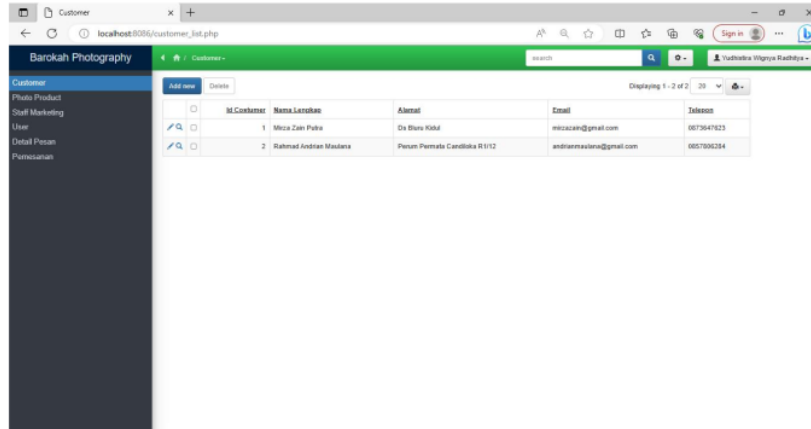 Customer
localhost:8086/customer_list.php
Sign in
Barokah Photography
/ Customer
search
Yudhistira Wignya Radhitya
Customer
Photo Product
Staff Marketing
User
Detail Pesan
Pemesanan
Add new Delete
Displaying 1 - 2 of 2 20
Id Costumer Nama Lengkap Alamat Email Telepon
1 Mirza Zain Putra Ds Bluru Kidul mirzazain@gmail.com 0873647623
2 Rahmad Andrian Maulana Perum Permata Candiloka R1/12 andrianmaulana@gmail.com 0857806284